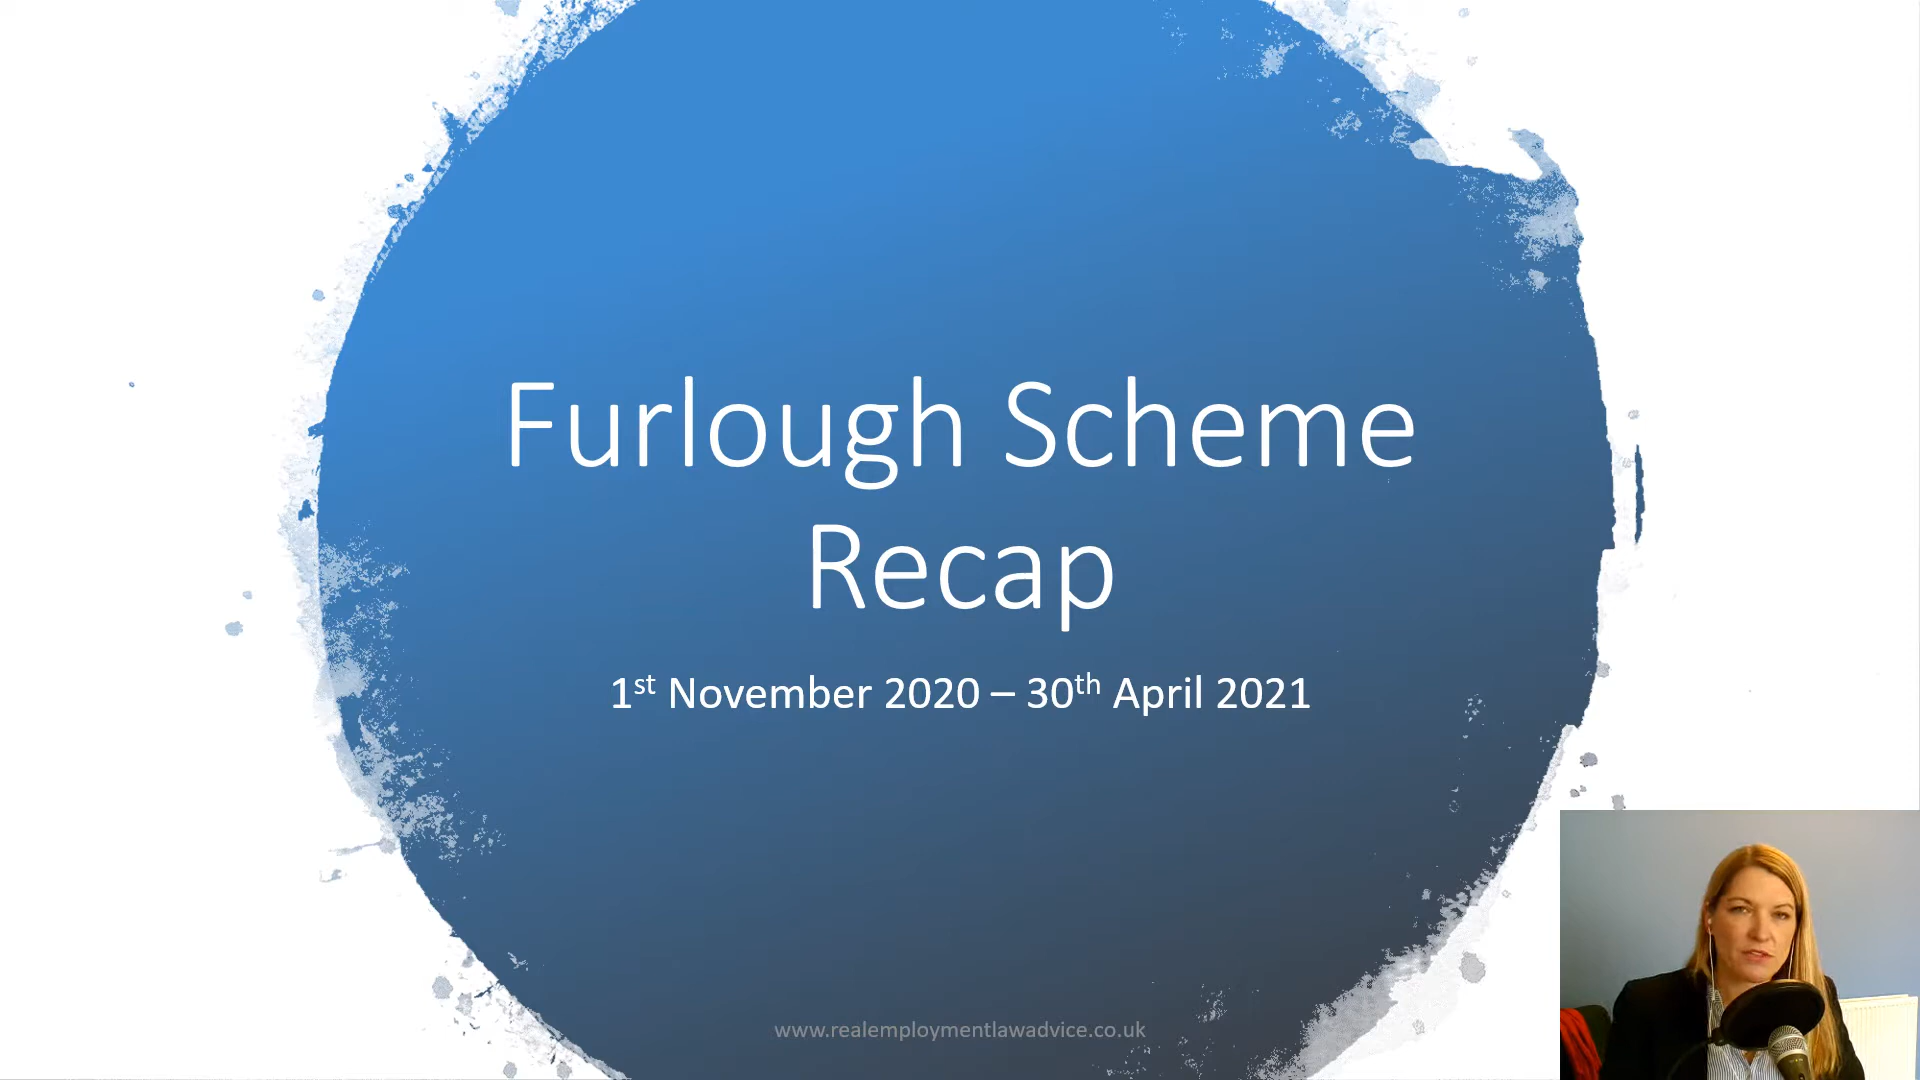 Furlough Scheme
Recap
1st November 2020 – 30th April 2021
www.realemploymentlawadvice.co.uk